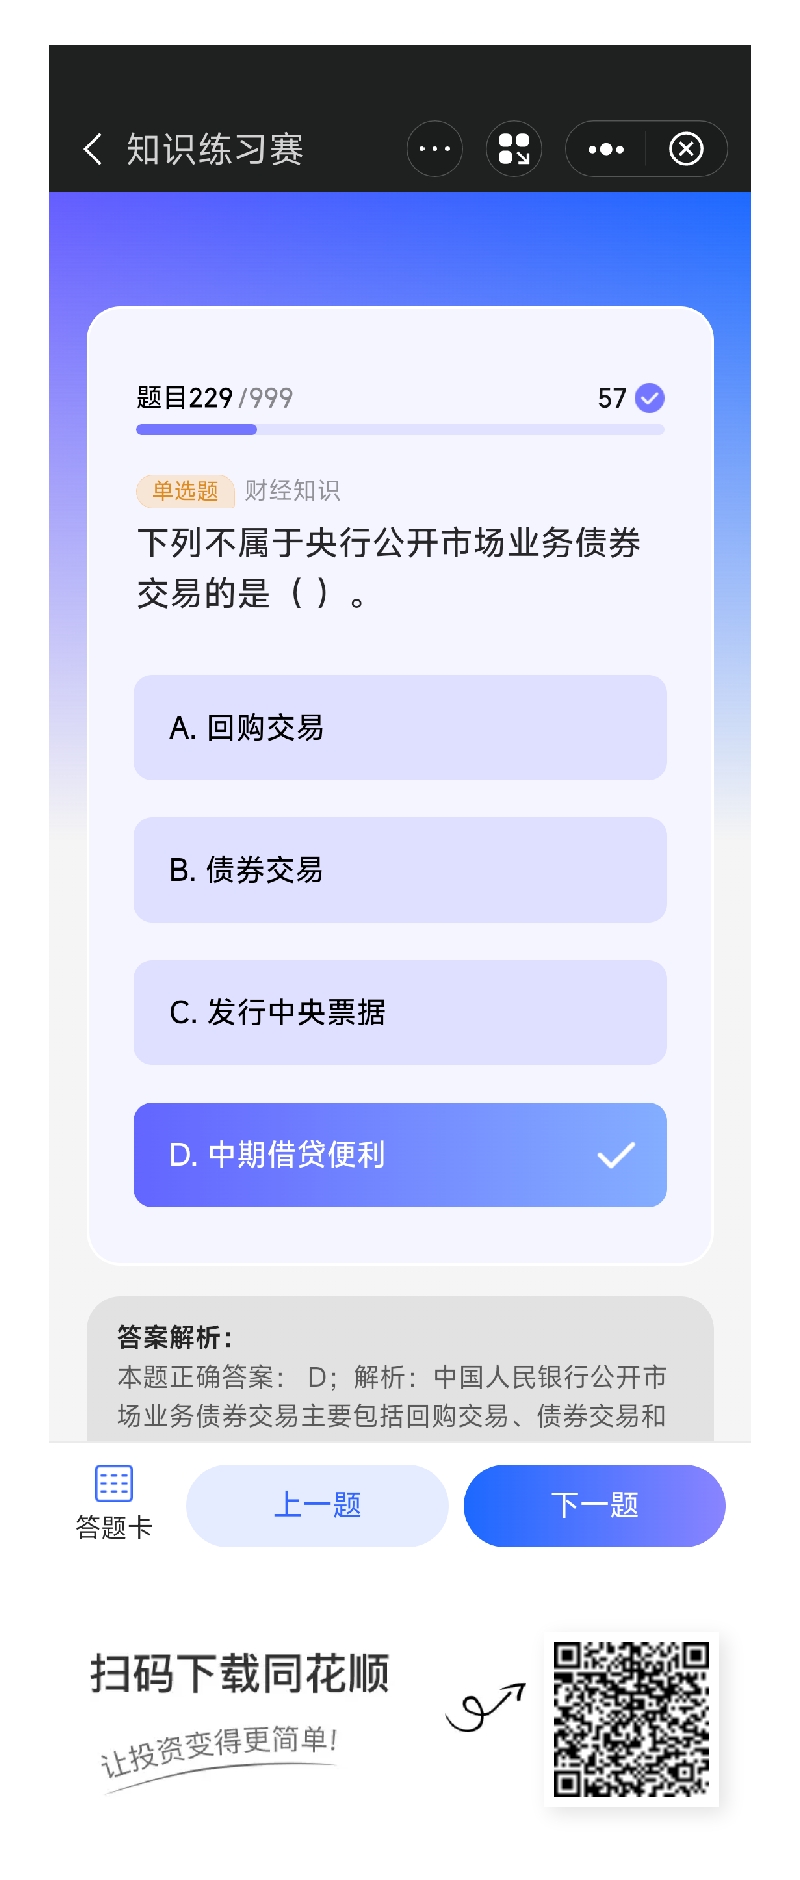 知识练习赛
题目229/999
57
单选题 财经知识
下列不属于央行公开市场业务债券
交易的是（ ）。
A. 回购交易
B. 债券交易
C. 发行中央票据
D. 中期借贷便利
答案解析：
本题正确答案： D；解析：中国人民银行公开市
场业务债券交易主要包括回购交易、债券交易和
答题卡
上一题
下一题
扫码下载同花顺
让投资变得更简单!